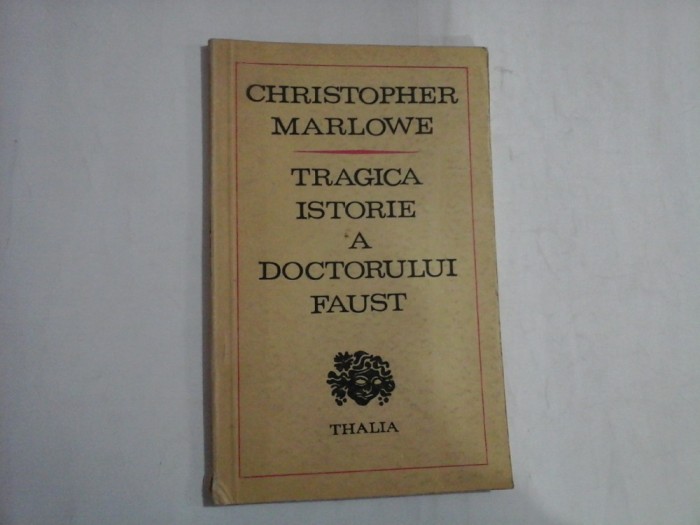 CHRISTOPHER
MARLOWE
TRAGICA
ISTORIE
A
DOCTORULUI
FAUST
THALIA